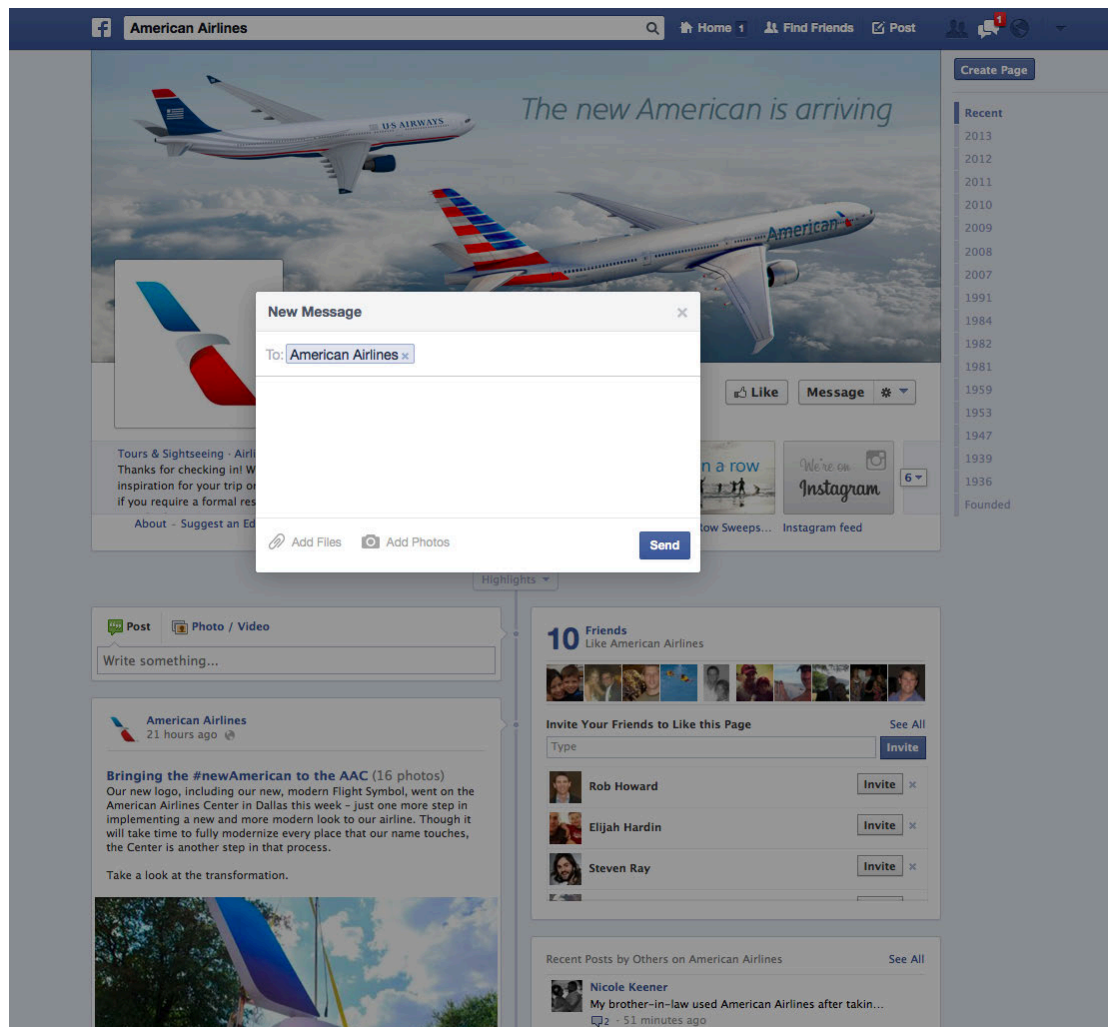 American Airlines
Home 1
Find Friends
Post
1
Create Page
The new American is arriving
US AIRWAYS
American
Recent
2013
2012
2011
2010
2009
2008
2007
1991
1984
1982
1981
1959
1953
1947
1939
1936
Founded
New Message
To: American Airlines
Add Files
Add Photos
Send
Like
Message
Tours & Sightseeing · Airli
Thanks for checking in! W
inspiration for your trip or
if you require a formal res
About – Suggest an Ed
n a row
We're on
Instagram
6
ow Sweeps...
Instagram feed
Highlights
Post
Photo / Video
Write something...
American Airlines
21 hours ago
Bringing the #newAmerican to the AAC (16 photos)
Our new logo, including our new, modern Flight Symbol, went on the
American Airlines Center in Dallas this week – just one more step in
implementing a new and more modern look to our airline. Though it
will take time to fully modernize every place that our name touches,
the Center is another step in that process.
Take a look at the transformation.
10 Friends
Like American Airlines
Invite Your Friends to Like this Page
See All
Type
Invite
Rob Howard
Invite
Elijah Hardin
Invite
Steven Ray
Invite
Recent Posts by Others on American Airlines
See All
Nicole Keener
My brother-in-law used American Airlines after takin...
2 · 51 minutes ago